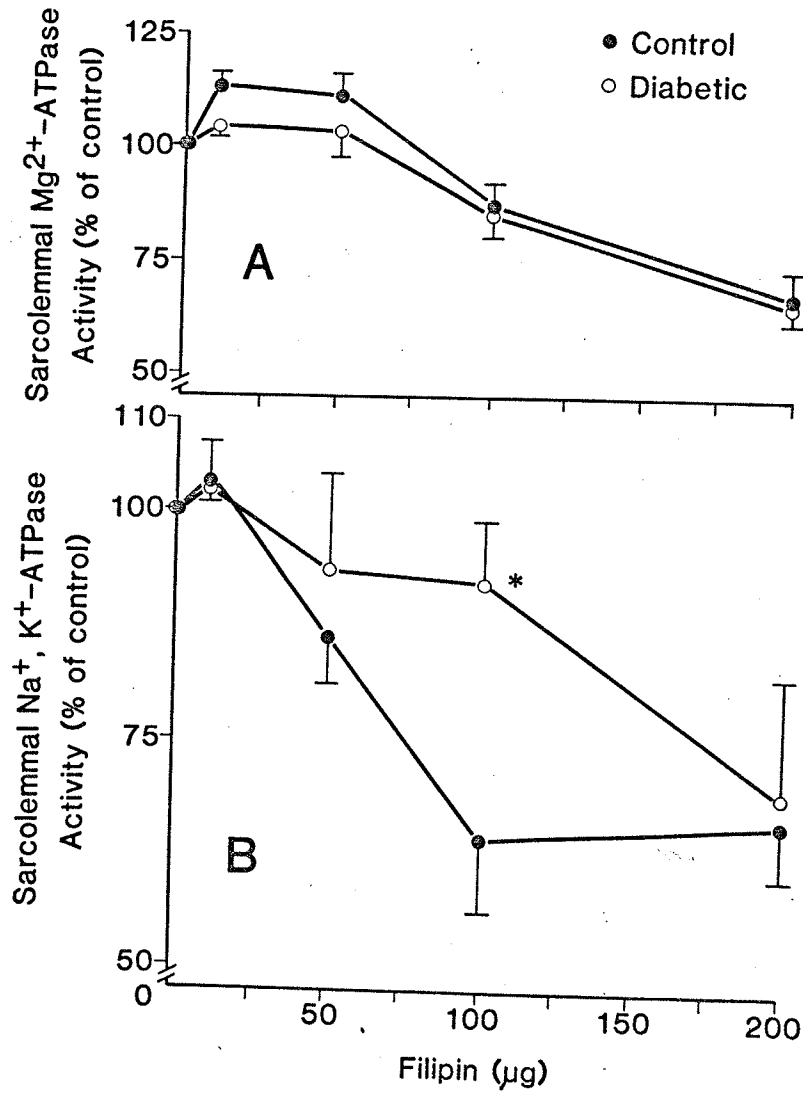 Sarcolemmal Mg2+-ATPase
Activity (% of control)
125
100
75
50
Control
Diabetic
A
Sarcolemmal Na+, K+-ATPase
Activity (% of control)
110
100
75
50
0
*
B
50
100
150
200
Filipin (µg)